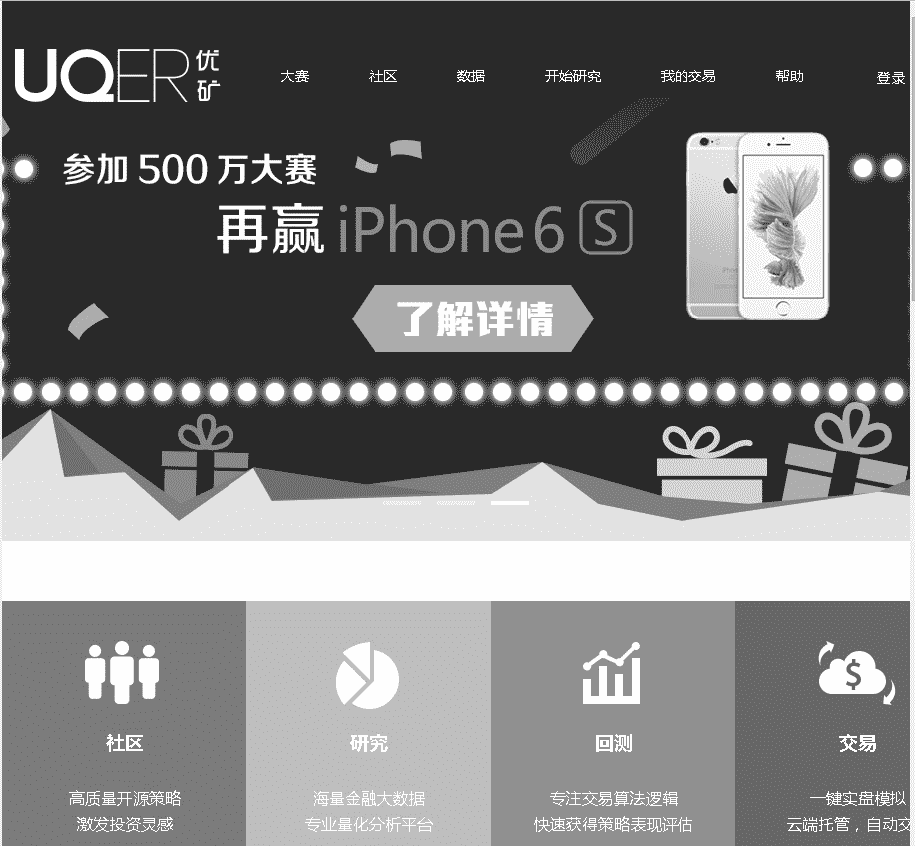 UQER 优矿
大赛 社区 数据 开始研究 我的交易 帮助 登录
参加 500 万大赛
再赢 iPhone 6 S
了解详情
社区 研究 回测 交易
高质量开源策略 海量金融大数据 专注交易算法逻辑 一键实盘模拟
激发投资灵感 专业量化分析平台 快速获得策略表现评估 云端托管，自动交